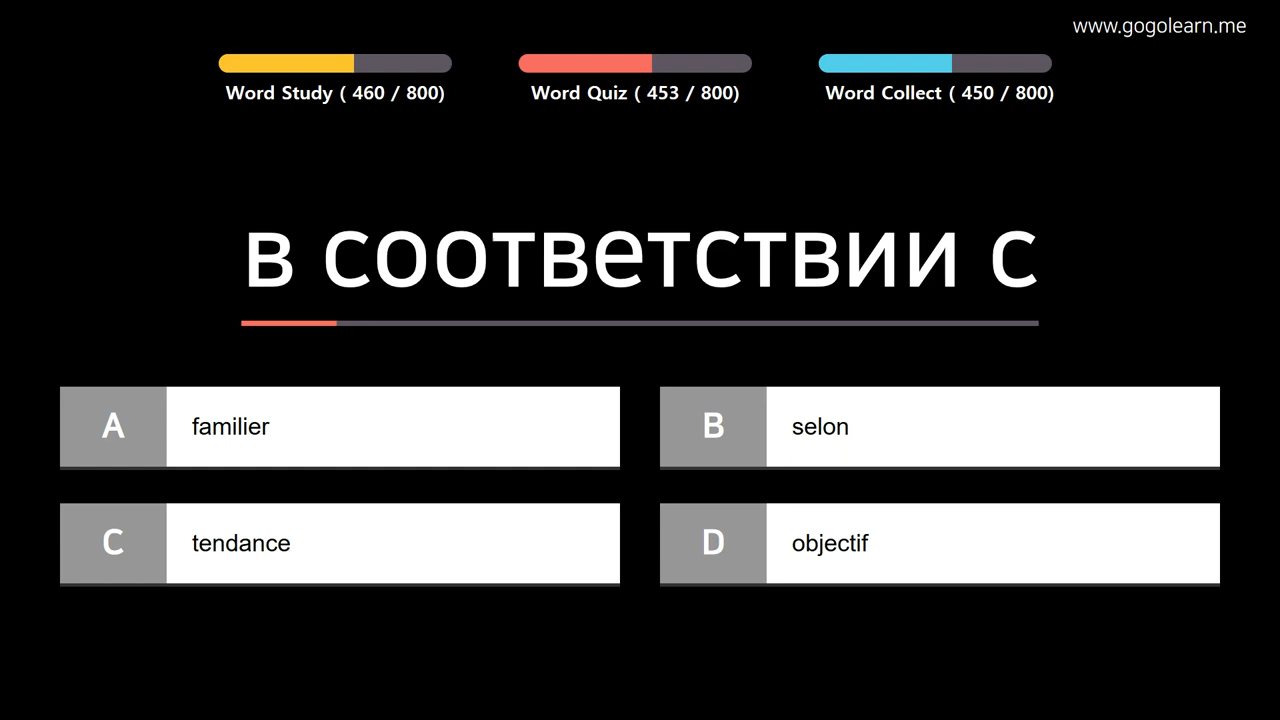 www.gogolearn.me
Word Study ( 460 / 800)
Word Quiz ( 453 / 800)
Word Collect ( 450 / 800)
в соответствии с
A familier
B selon
C tendance
D objectif